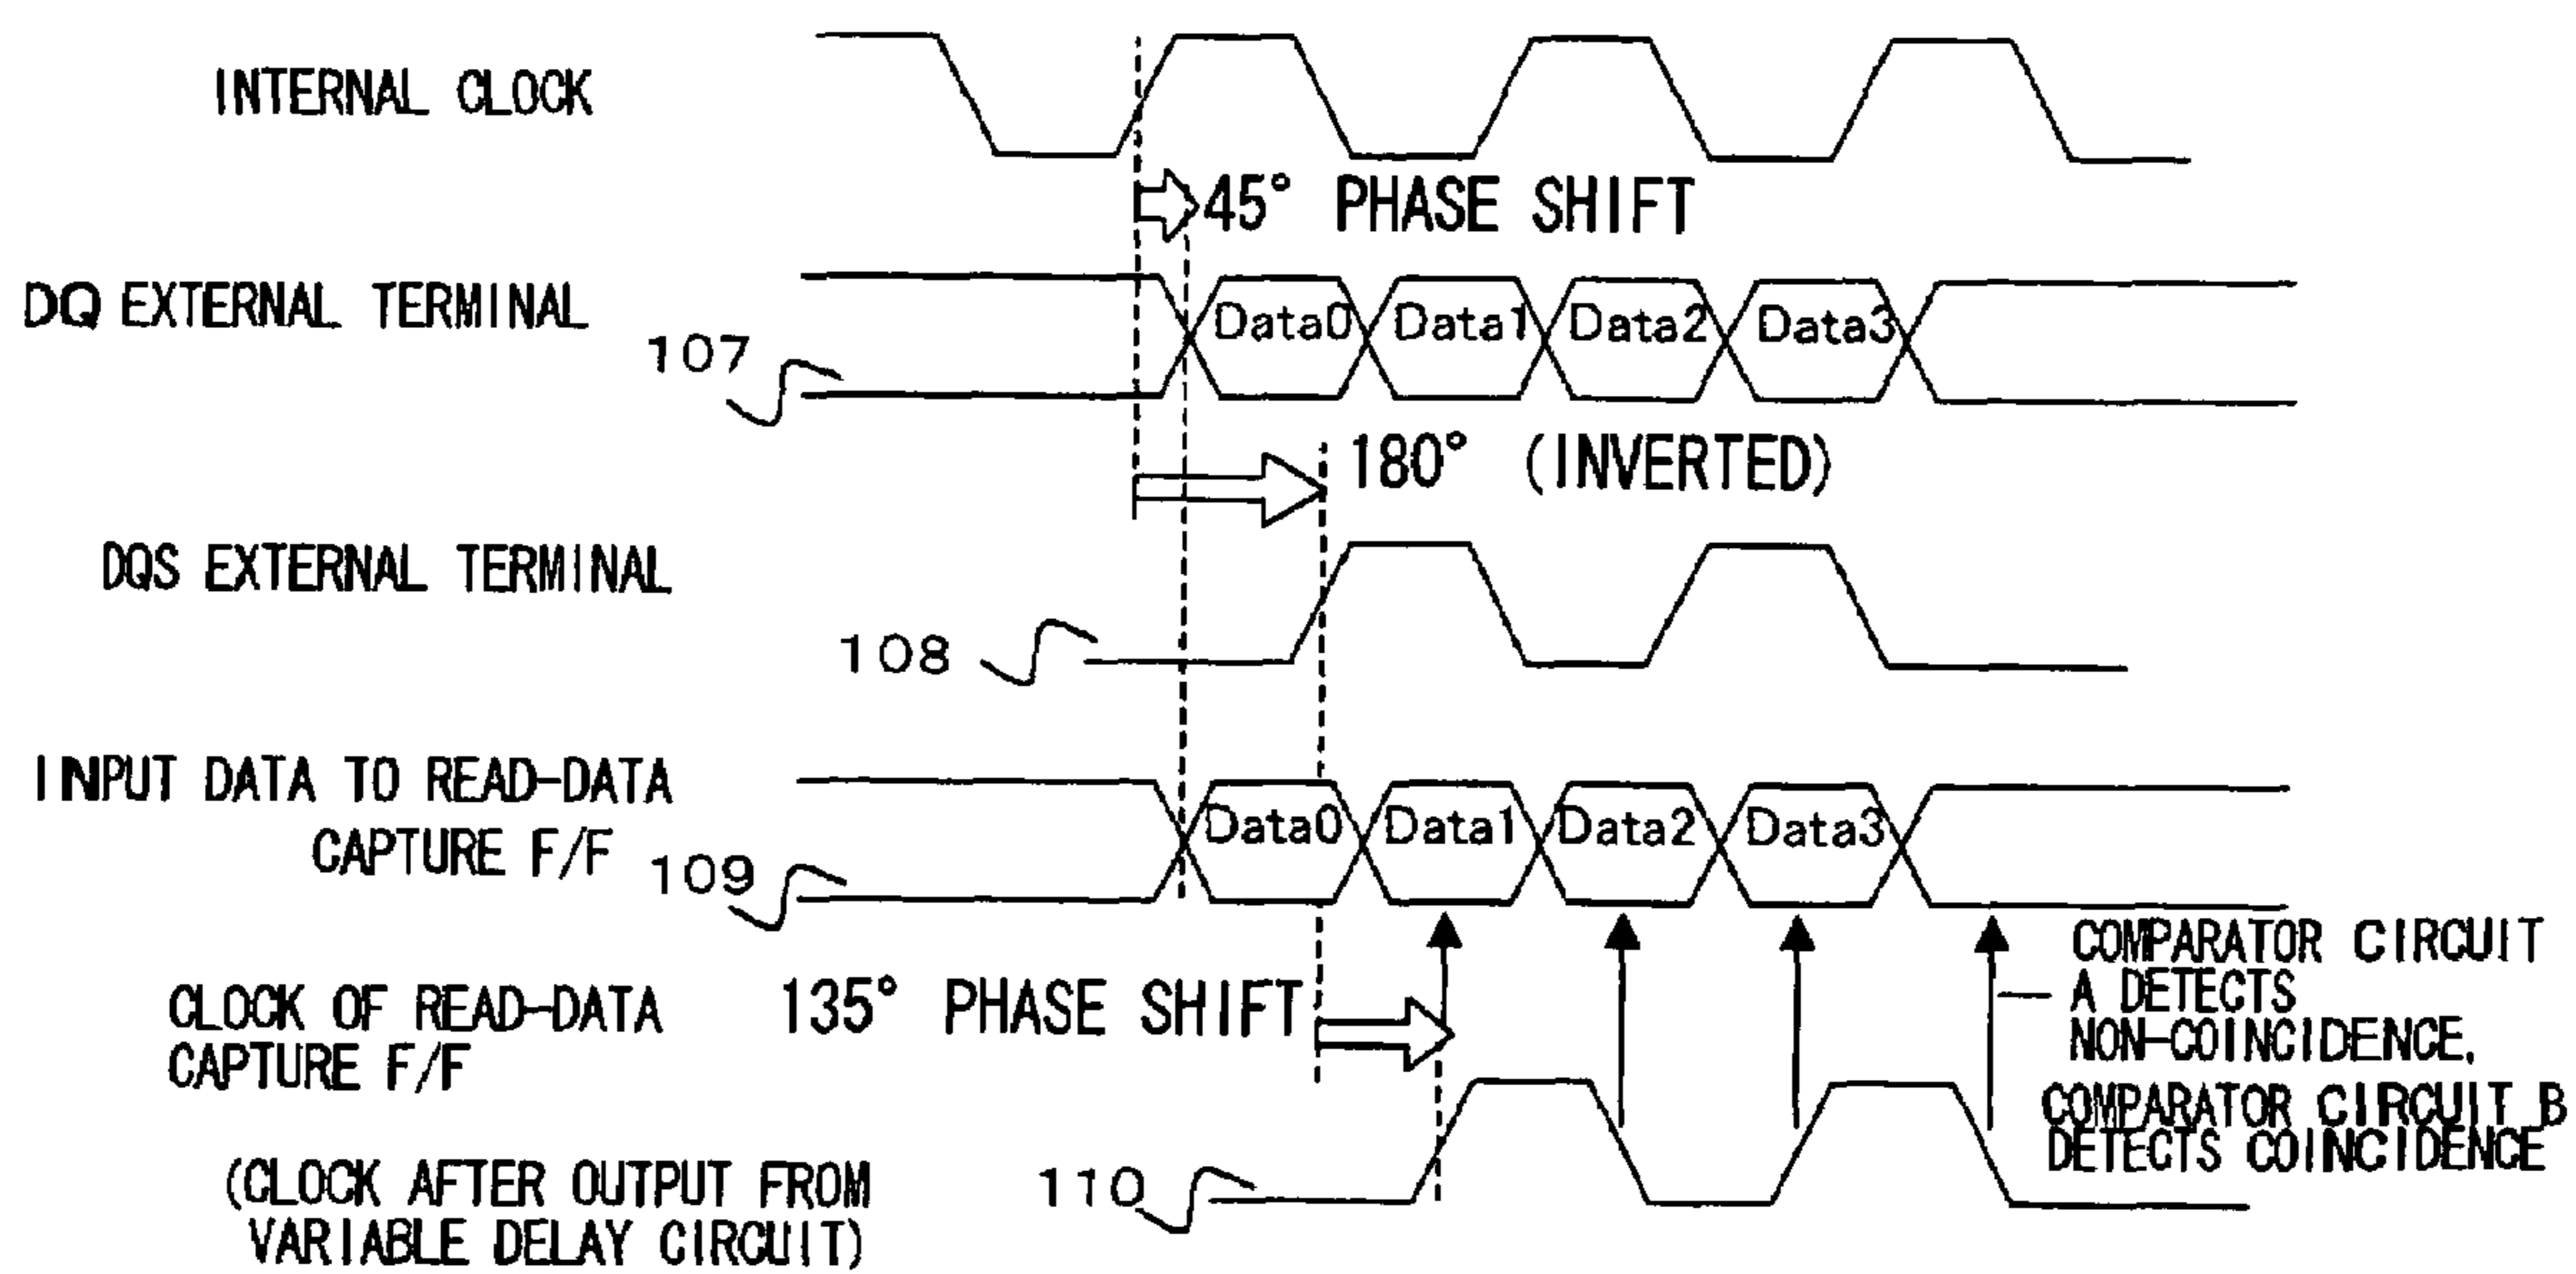 INTERNAL CLOCK
45° PHASE SHIFT
DQ EXTERNAL TERMINAL
107
Data0 Data1 Data2 Data3
180° (INVERTED)
DQS EXTERNAL TERMINAL
108
INPUT DATA TO READ-DATA
CAPTURE F/F
109
Data0 Data1 Data2 Data3
CLOCK OF READ-DATA
CAPTURE F/F
135° PHASE SHIFT
COMPARATOR CIRCUIT
A DETECTS
NON-COINCIDENCE,
COMPARATOR CIRCUIT B
DETECTS COINCIDENCE
(CLOCK AFTER OUTPUT FROM
VARIABLE DELAY CIRCUIT)
110